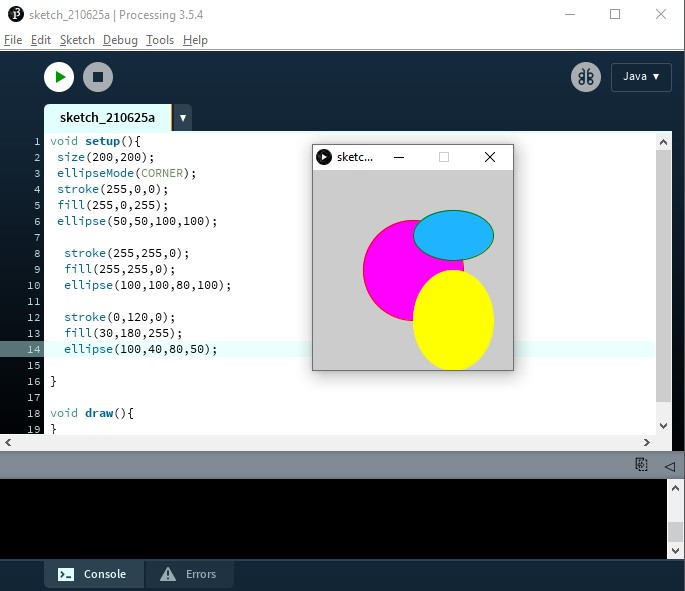 sketch_210625a | Processing 3.5.4
File Edit Sketch Debug Tools Help
Java ▼
sketch_210625a ▼
1 void setup(){
2 size(200,200);
3 ellipseMode(CORNER);
4 stroke(255,0,0);
5 fill(255,0,255);
6 ellipse(50,50,100,100);
7
8 stroke(255,255,0);
9 fill(255,255,0);
10 ellipse(100,100,80,100);
11
12 stroke(0,120,0);
13 fill(30,180,255);
14 ellipse(100,40,80,50);
15
16 }
17
18 void draw(){
19 }
sketc...
Console Errors